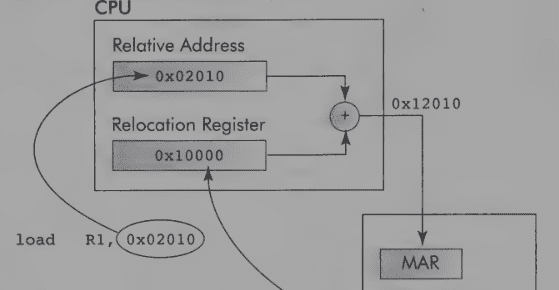 CPU
Relative Address
0x02010
0x12010
+
Relocation Register
0x10000
load R1, 0x02010
MAR